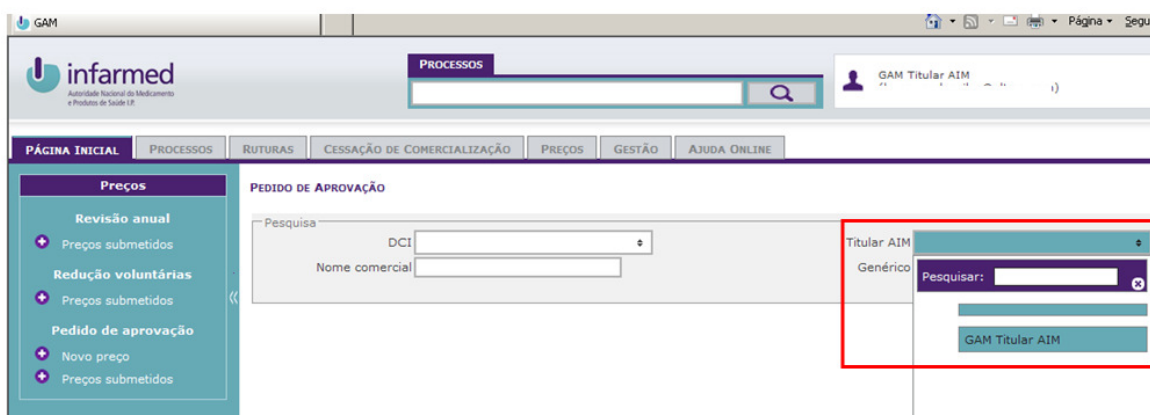 GAM
Página
Segu
infarmed
Autoridade Nacional do Medicamento
e Produtos de Saúde I.P.
PROCESSOS
GAM Titular AIM
PÁGINA INICIAL
PROCESSOS
RUTURAS
CESSAÇÃO DE COMERCIALIZAÇÃO
PREÇOS
GESTÃO
AJUDA ONLINE
Preços
Revisão anual
Preços submetidos
Redução voluntárias
Preços submetidos
Pedido de aprovação
Novo preço
Preços submetidos
PEDIDO DE APROVAÇÃO
Pesquisa
DCI
Nome comercial
Titular AIM
Genérico
Pesquisar:
GAM Titular AIM